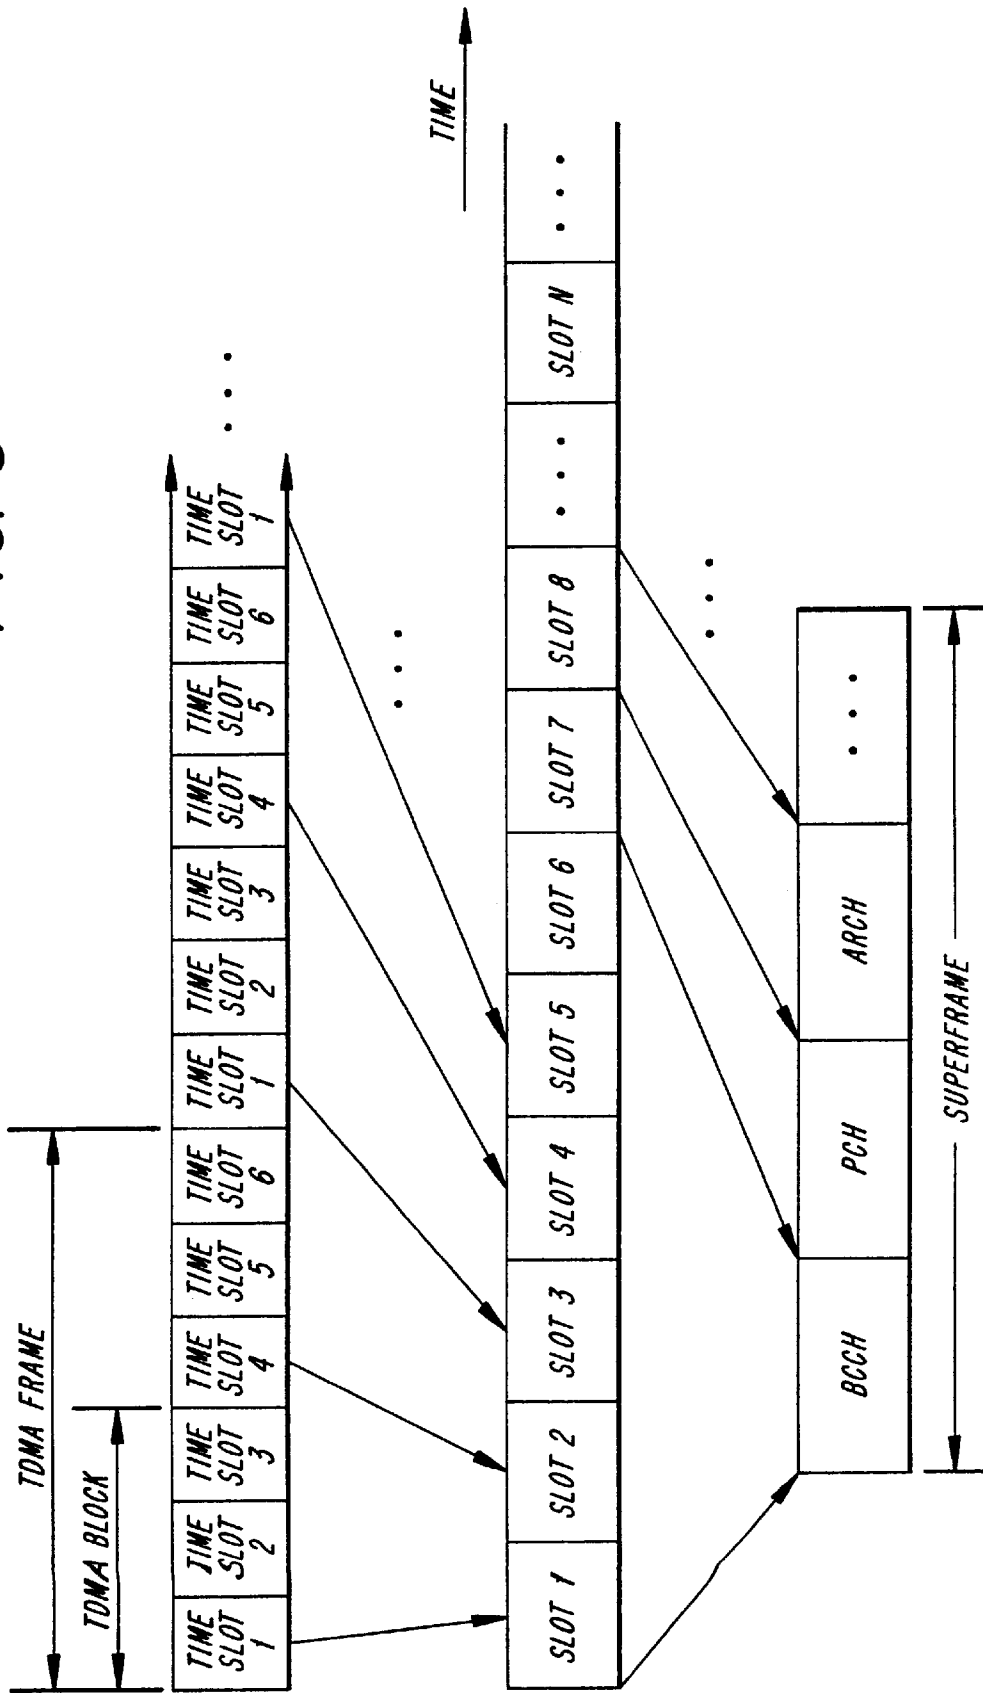 TDMA FRAME
TDMA BLOCK
TIME SLOT 1
TIME SLOT 2
TIME SLOT 3
TIME SLOT 4
TIME SLOT 5
TIME SLOT 6
TIME SLOT 1
TIME SLOT 2
TIME SLOT 3
TIME SLOT 4
TIME SLOT 5
TIME SLOT 6
TIME SLOT 1
. . .
. . .
TIME
SLOT 1
SLOT 2
SLOT 3
SLOT 4
SLOT 5
SLOT 6
SLOT 7
SLOT 8
. . .
SLOT N
. . .
. . .
BCCH
PCH
ARCH
. . .
SUPERFRAME